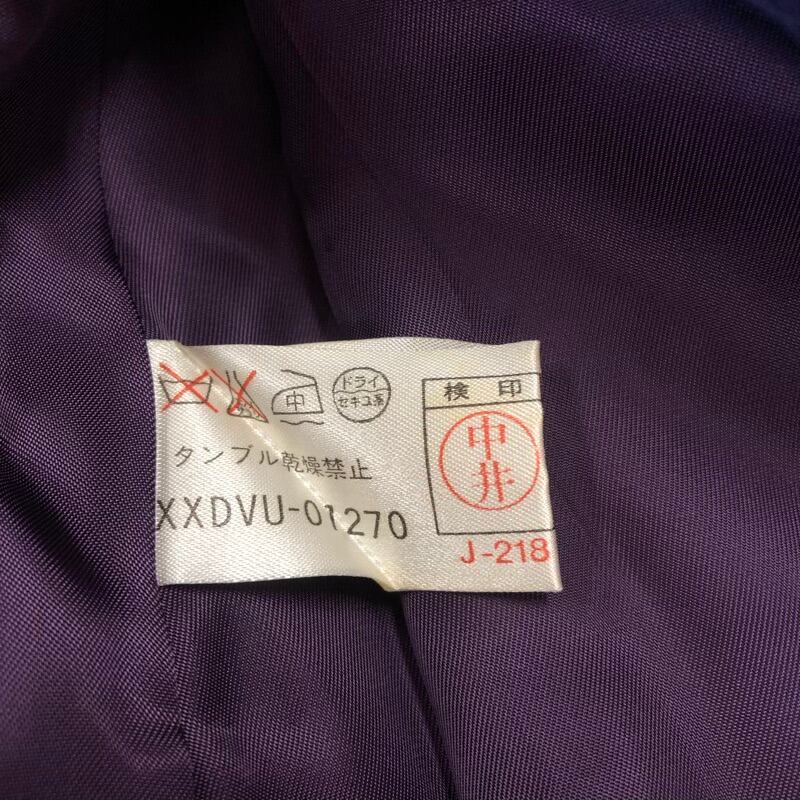 中
ドライ
セキユ系
タンブル乾燥禁止
XXDVU-01270
検印
中井
J-218